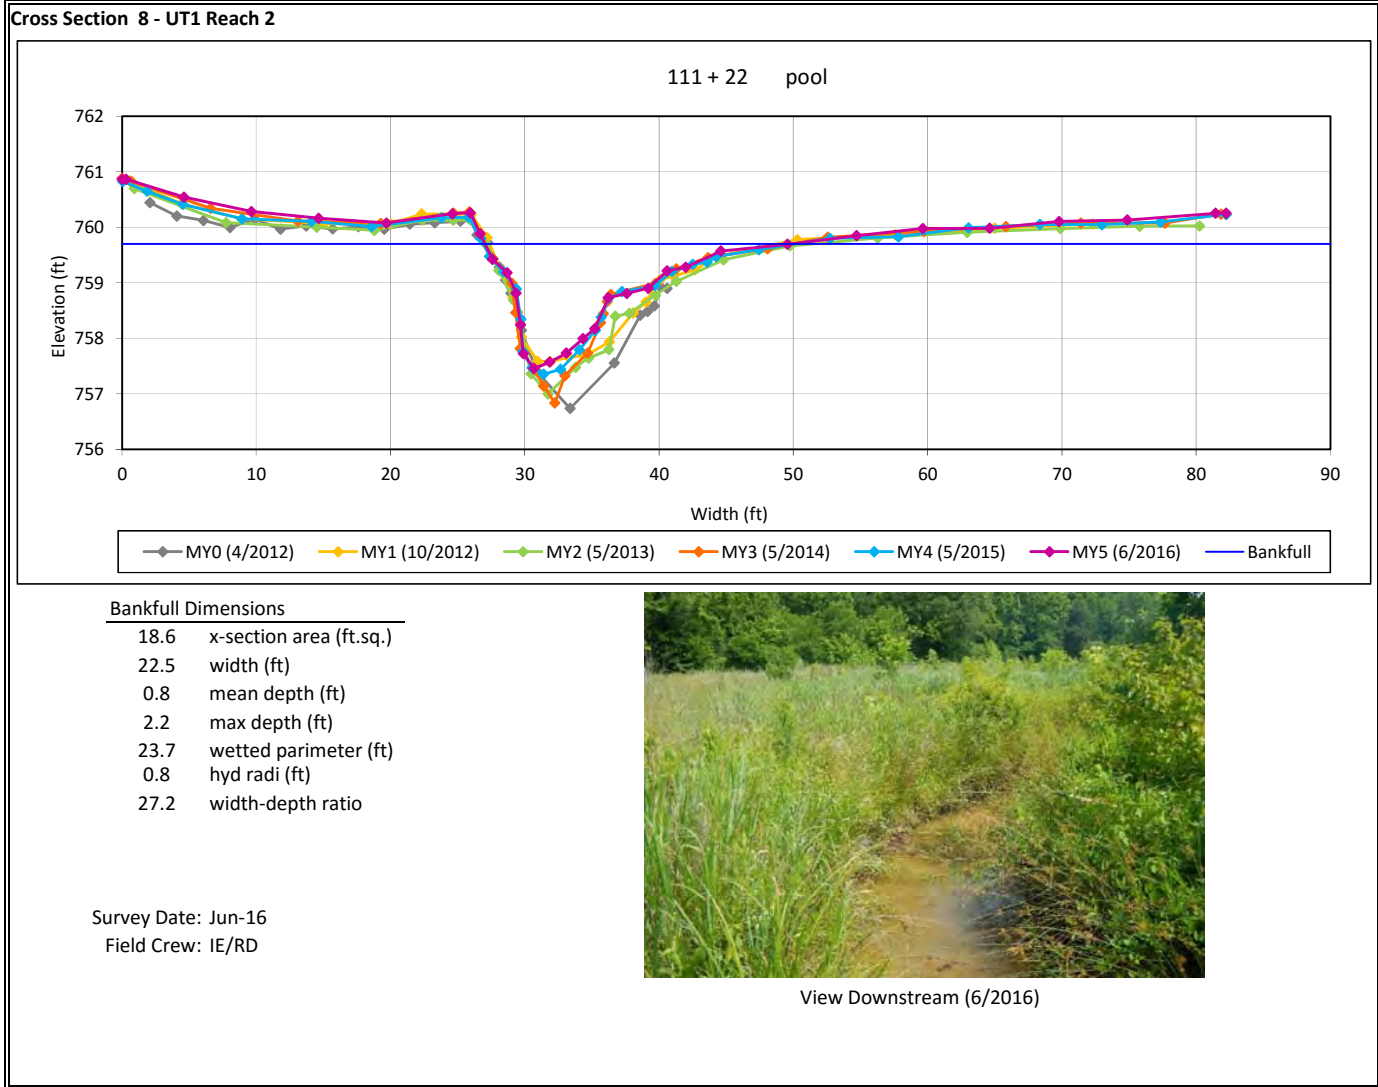 Cross Section 8 - UT1 Reach 2
111 + 22 pool
762
761
760
759
758
757
756
Elevation (ft)
0 10 20 30 40 50 60 70 80 90
Width (ft)
MY0 (4/2012) MY1 (10/2012) MY2 (5/2013) MY3 (5/2014) MY4 (5/2015) MY5 (6/2016) Bankfull
Bankfull Dimensions
18.6 x-section area (ft.sq.)
22.5 width (ft)
0.8 mean depth (ft)
2.2 max depth (ft)
23.7 wetted parimeter (ft)
0.8 hyd radi (ft)
27.2 width-depth ratio
Survey Date: Jun-16
Field Crew: IE/RD
View Downstream (6/2016)